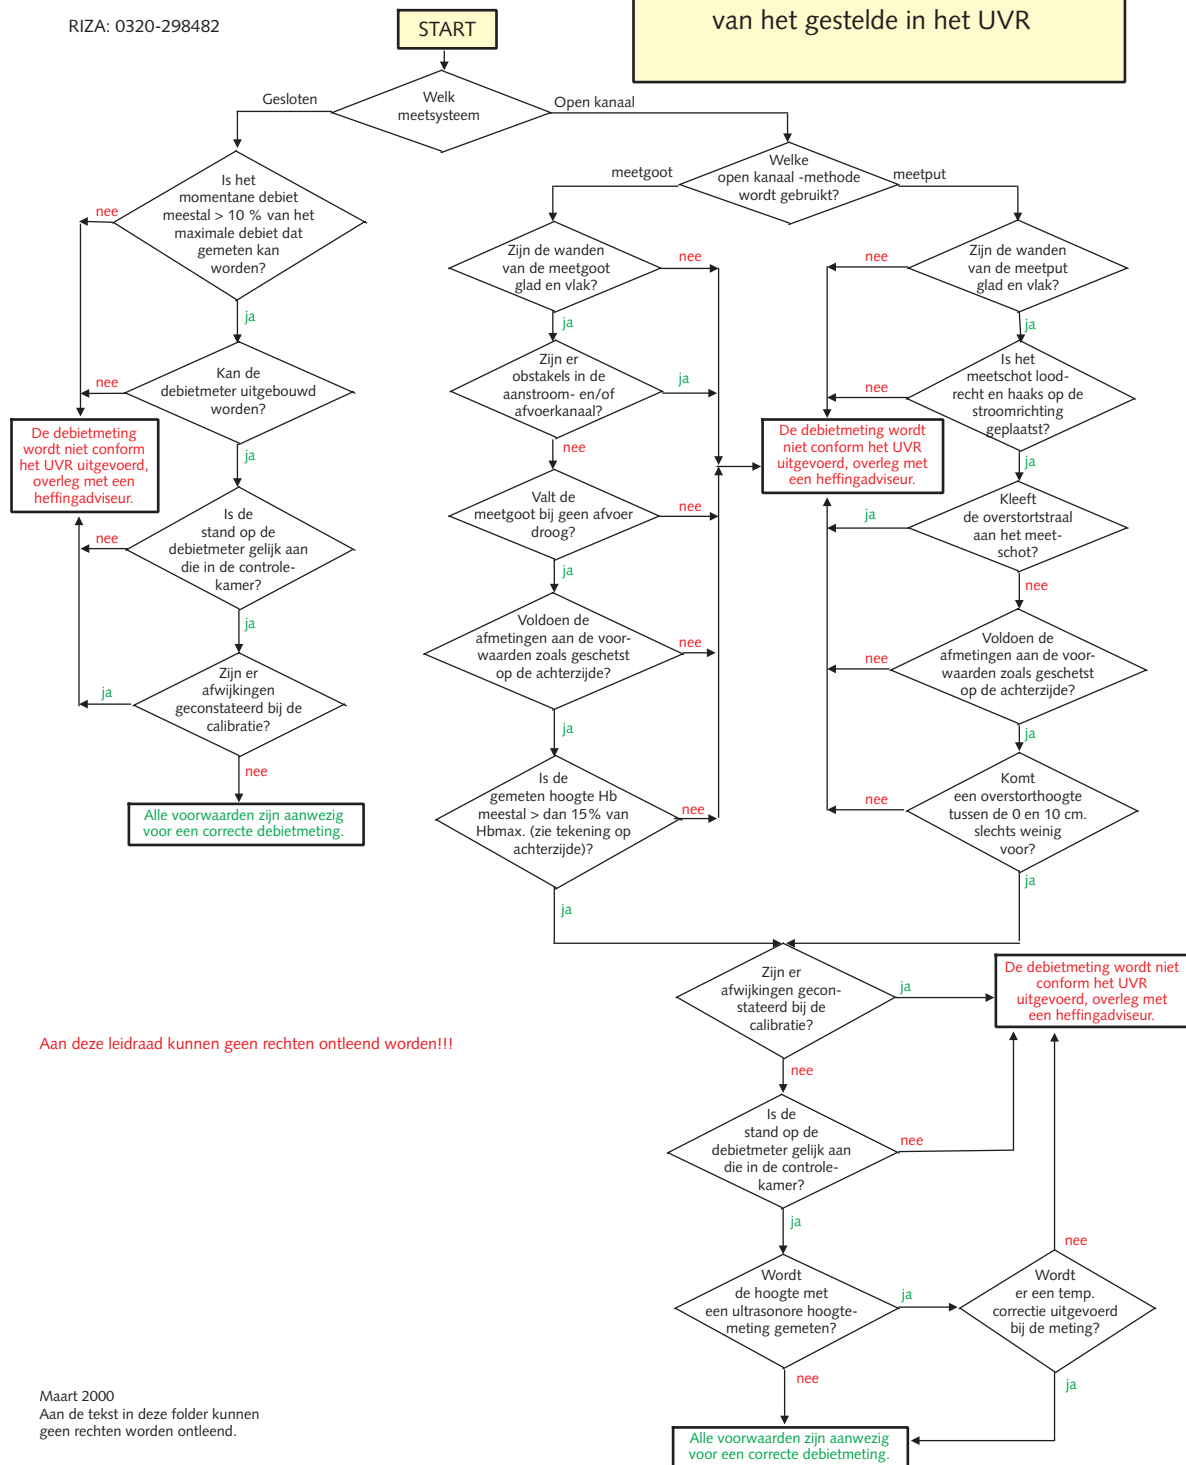 RIZA: 0320-298482
van het gestelde in het UVR
START
Welk
meetsysteem
Gesloten
Open kanaal
Is het
momentane debiet
meestal > 10 % van het
maximale debiet dat
gemeten kan
worden?
nee
ja
Kan de
debietmeter uitgebouwd
worden?
nee
ja
De debietmeting
wordt niet conform
het UVR uitgevoerd,
overleg met een
heffingadviseur.
Is de
stand op de
debietmeter gelijk aan
die in de controle-
kamer?
nee
ja
Zijn er
afwijkingen
geconstateerd bij de
calibratie?
ja
nee
Alle voorwaarden zijn aanwezig
voor een correcte debietmeting.
Welke
open kanaal -methode
wordt gebruikt?
meetgoot
meetput
Zijn de wanden
van de meetgoot
glad en vlak?
nee
ja
Zijn er
obstakels in de
aanstroom- en/of
afvoerkanaal?
ja
nee
Valt de
meetgoot bij geen afvoer
droog?
nee
ja
Voldoen de
afmetingen aan de voor-
waarden zoals geschetst
op de achterzijde?
nee
ja
Is de
gemeten hoogte Hb
meestal > dan 15% van
Hbmax. (zie tekening op
achterzijde)?
nee
ja
Zijn de wanden
van de meetput
glad en vlak?
nee
ja
Is het
meetschot lood-
recht en haaks op de
stroomrichting
geplaatst?
nee
ja
De debietmeting wordt
niet conform het UVR
uitgevoerd, overleg met
een heffingadviseur.
Kleeft
de overstortstraal
aan het meet-
schot?
ja
nee
Voldoen de
afmetingen aan de voor-
waarden zoals geschetst
op de achterzijde?
nee
ja
Komt
een overstorthoogte
tussen de 0 en 10 cm.
slechts weinig
voor?
nee
ja
Zijn er
afwijkingen gecon-
stateerd bij de
calibratie?
ja
nee
De debietmeting wordt niet
conform het UVR
uitgevoerd, overleg met
een heffingadviseur.
Aan deze leidraad kunnen geen rechten ontleend worden!!!
Is de
stand op de
debietmeter gelijk aan
die in de controle-
kamer?
nee
ja
Wordt
de hoogte met
een ultrasonore hoogte-
meting gemeten?
ja
nee
Wordt
er een temp.
correctie uitgevoerd
bij de meting?
nee
ja
Alle voorwaarden zijn aanwezig
voor een correcte debietmeting.
Maart 2000
Aan de tekst in deze folder kunnen
geen rechten worden ontleend.